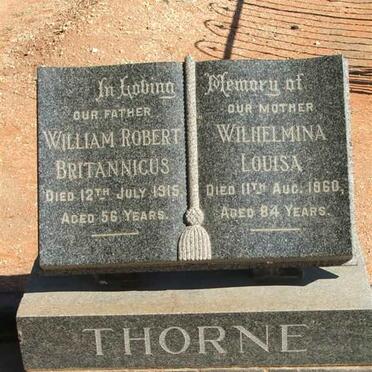 In Loving Memory of
OUR FATHER
WILLIAM ROBERT
BRITANNICUS
DIED 12TH JULY 1915
AGED 56 YEARS.
OUR MOTHER
WILHELMINA
LOUISA
DIED 11TH AUG. 1960,
AGED 84 YEARS.
THORNE